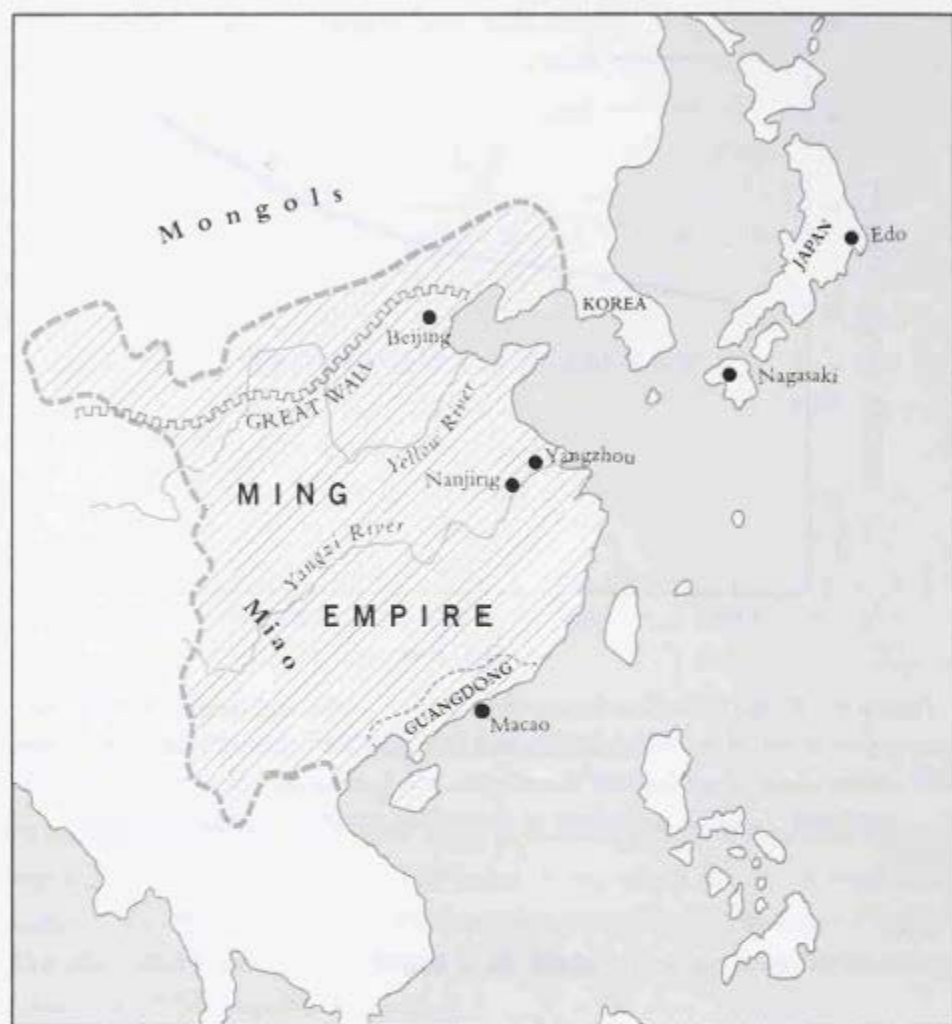 Mongols
JAPAN
Edo
KOREA
Beijing
GREAT WALL
Nagasaki
Yellow River
Yangzhou
Nanjing
MING
Yangzi River
Miao
EMPIRE
GUANGDONG
Macao